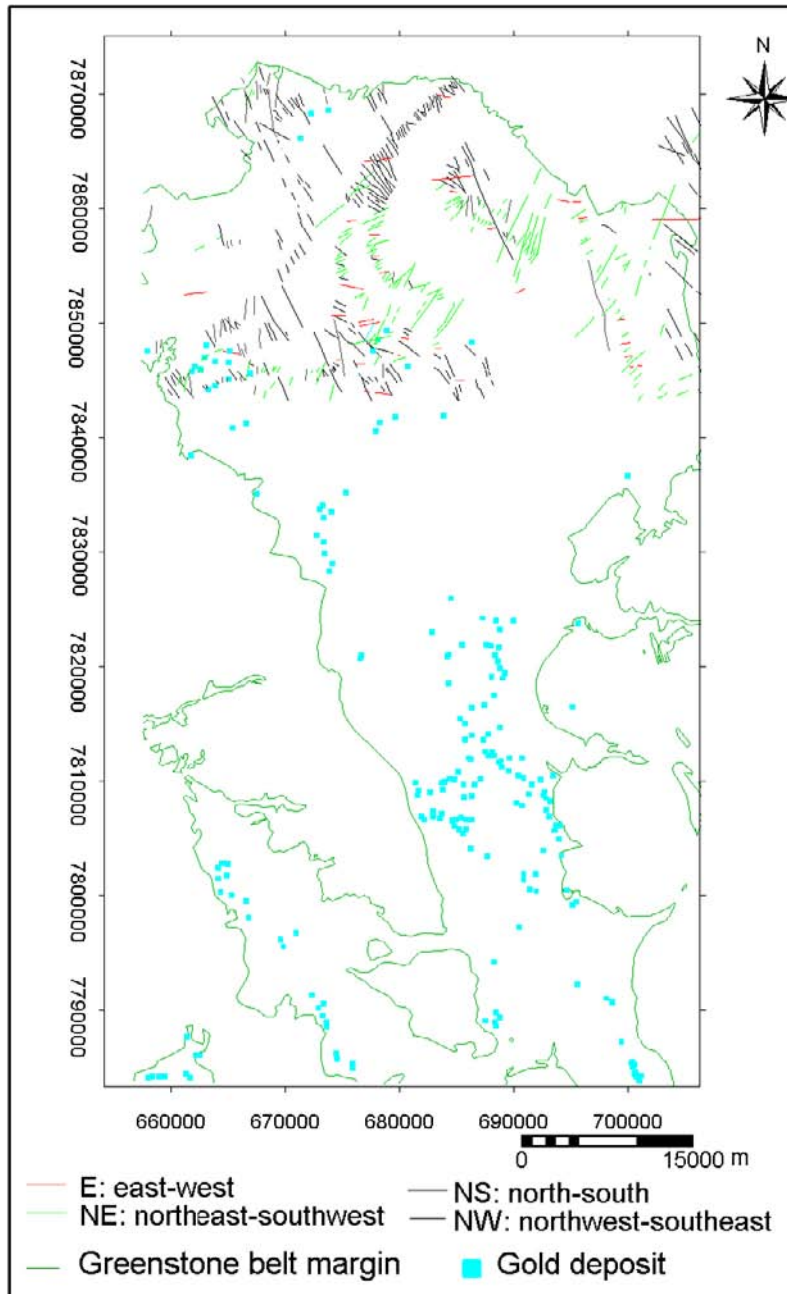 N
7870000
7860000
7850000
7840000
7830000
7820000
7810000
7800000
7790000
660000 670000 680000 690000 700000
0 15000 m
E: east-west
NS: north-south
NE: northeast-southwest
NW: northwest-southeast
Greenstone belt margin
Gold deposit